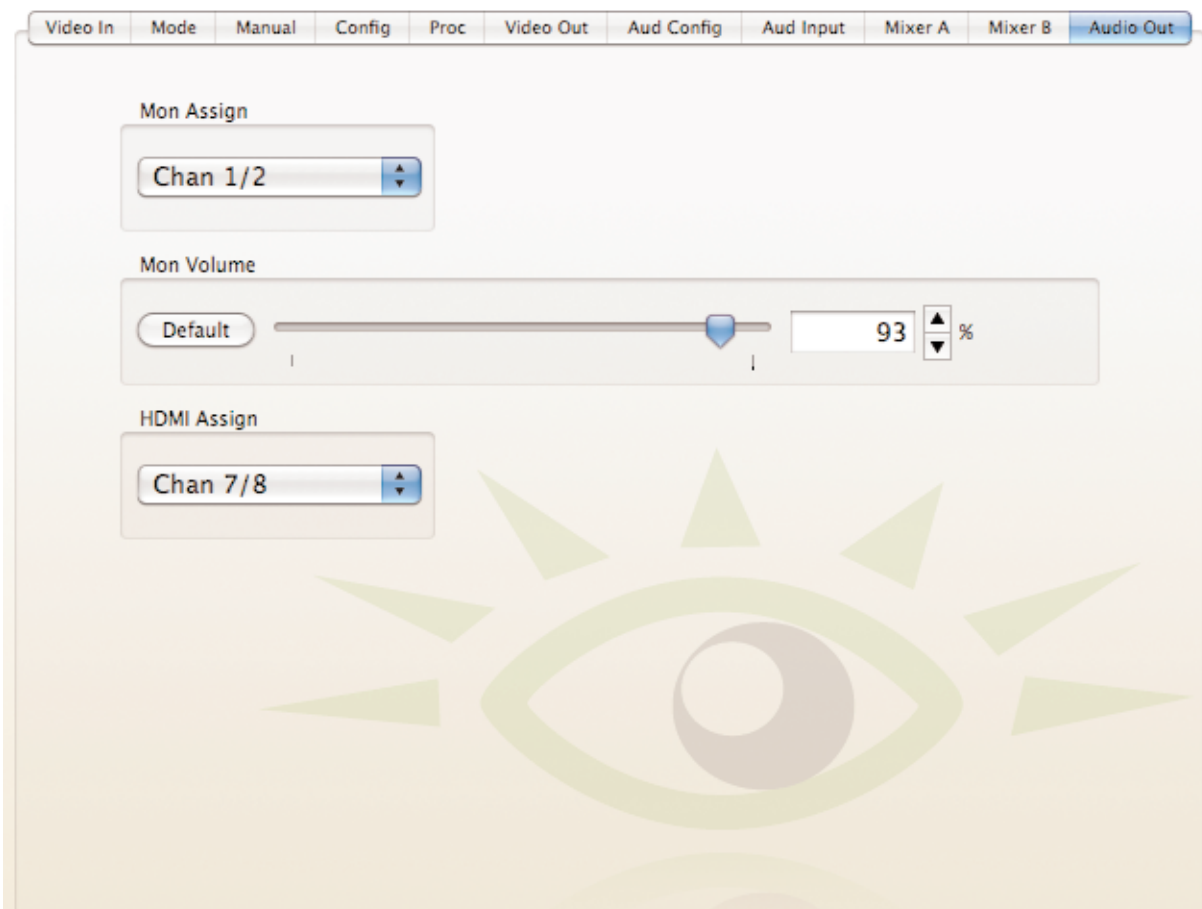 Video In Mode Manual Config Proc Video Out Aud Config Aud Input Mixer A Mixer B Audio Out
Mon Assign
Chan 1/2
Mon Volume
Default 93 %
HDMI Assign
Chan 7/8